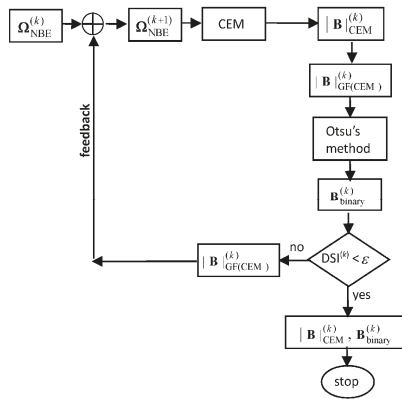 Ω_NBE^(k)
Ω_NBE^(k+1)
CEM
| B |_CEM^(k)
| B |_GF(CEM )^(k)
Otsu's
method
B_binary^(k)
DSI^(k) < ε
no
| B |_GF(CEM )^(k)
feedback
yes
| B |_CEM^(k) , B_binary^(k)
stop